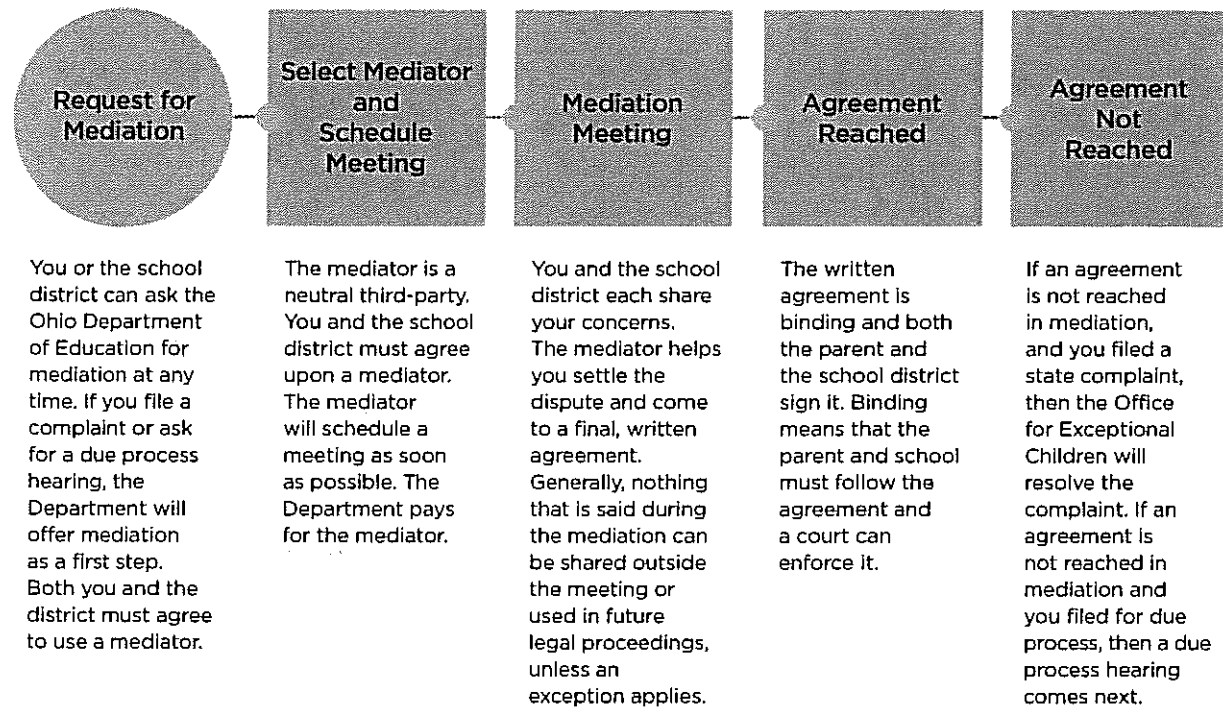 Request for
Mediation
Select Mediator
and
Schedule
Meeting
Mediation
Meeting
Agreement
Reached
Agreement
Not
Reached
You or the school
district can ask the
Ohio Department
of Education for
mediation at any
time. If you file a
complaint or ask
for a due process
hearing, the
Department will
offer mediation
as a first step.
Both you and the
district must agree
to use a mediator.
The mediator is a
neutral third-party.
You and the school
district must agree
upon a mediator.
The mediator
will schedule a
meeting as soon
as possible. The
Department pays
for the mediator.
You and the school
district each share
your concerns.
The mediator helps
you settle the
dispute and come
to a final, written
agreement.
Generally, nothing
that is said during
the mediation can
be shared outside
the meeting or
used in future
legal proceedings,
unless an
exception applies.
The written
agreement is
binding and both
the parent and
the school district
sign it. Binding
means that the
parent and school
must follow the
agreement and
a court can
enforce it.
If an agreement
is not reached
in mediation,
and you filed a
state complaint,
then the Office
for Exceptional
Children will
resolve the
complaint. If an
agreement is
not reached in
mediation and
you filed for due
process, then a due
process hearing
comes next.